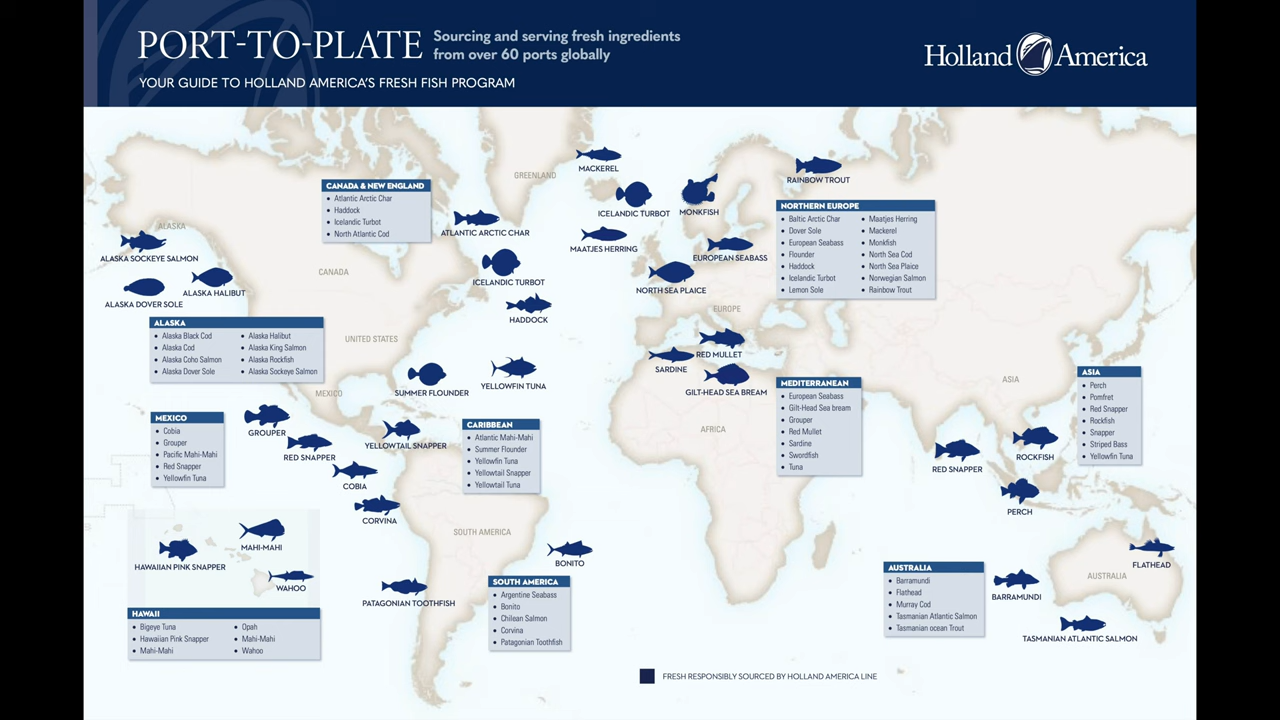 PORT-TO-PLATE
Sourcing and serving fresh ingredients
from over 60 ports globally
YOUR GUIDE TO HOLLAND AMERICA'S FRESH FISH PROGRAM
Holland America
GREENLAND
ALASKA
CANADA
UNITED STATES
MEXICO
SOUTH AMERICA
EUROPE
AFRICA
ASIA
AUSTRALIA
MACKEREL
ICELANDIC TURBOT
MONKFISH
RAINBOW TROUT
MAATJES HERRING
EUROPEAN SEABASS
NORTH SEA PLAICE
ATLANTIC ARCTIC CHAR
ICELANDIC TURBOT
HADDOCK
ALASKA SOCKEYE SALMON
ALASKA HALIBUT
ALASKA DOVER SOLE
CANADA & NEW ENGLAND
• Atlantic Arctic Char
• Haddock
• Icelandic Turbot
• North Atlantic Cod
NORTHERN EUROPE
• Baltic Arctic Char
• Dover Sole
• European Seabass
• Flounder
• Haddock
• Icelandic Turbot
• Lemon Sole
• Maatjes Herring
• Mackerel
• Monkfish
• North Sea Cod
• North Sea Plaice
• Norwegian Salmon
• Rainbow Trout
ALASKA
• Alaska Black Cod
• Alaska Cod
• Alaska Coho Salmon
• Alaska Dover Sole
• Alaska Halibut
• Alaska King Salmon
• Alaska Rockfish
• Alaska Sockeye Salmon
SUMMER FLOUNDER
YELLOWFIN TUNA
SARDINE
RED MULLET
GILT-HEAD SEA BREAM
MEDITERRANEAN
• European Seabass
• Gilt-Head Sea bream
• Grouper
• Red Mullet
• Sardine
• Swordfish
• Tuna
ASIA
• Perch
• Pomfret
• Red Snapper
• Rockfish
• Snapper
• Striped Bass
• Yellowfin Tuna
MEXICO
• Cobia
• Grouper
• Pacific Mahi-Mahi
• Red Snapper
• Yellowfin Tuna
GROUPER
RED SNAPPER
YELLOWTAIL SNAPPER
COBIA
CORVINA
CARIBBEAN
• Atlantic Mahi-Mahi
• Summer Flounder
• Yellowfin Tuna
• Yellowtail Snapper
• Yellowtail Tuna
RED SNAPPER
ROCKFISH
PERCH
MAHI-MAHI
HAWAIIAN PINK SNAPPER
WAHOO
HAWAII
• Bigeye Tuna
• Hawaiian Pink Snapper
• Mahi-Mahi
• Opah
• Mahi-Mahi
• Wahoo
BONITO
PATAGONIAN TOOTHFISH
SOUTH AMERICA
• Argentine Seabass
• Bonito
• Chilean Salmon
• Corvina
• Patagonian Toothfish
AUSTRALIA
• Barramundi
• Flathead
• Murray Cod
• Tasmanian Atlantic Salmon
• Tasmanian ocean Trout
FLATHEAD
BARRAMUNDI
TASMANIAN ATLANTIC SALMON
FRESH RESPONSIBLY SOURCED BY HOLLAND AMERICA LINE